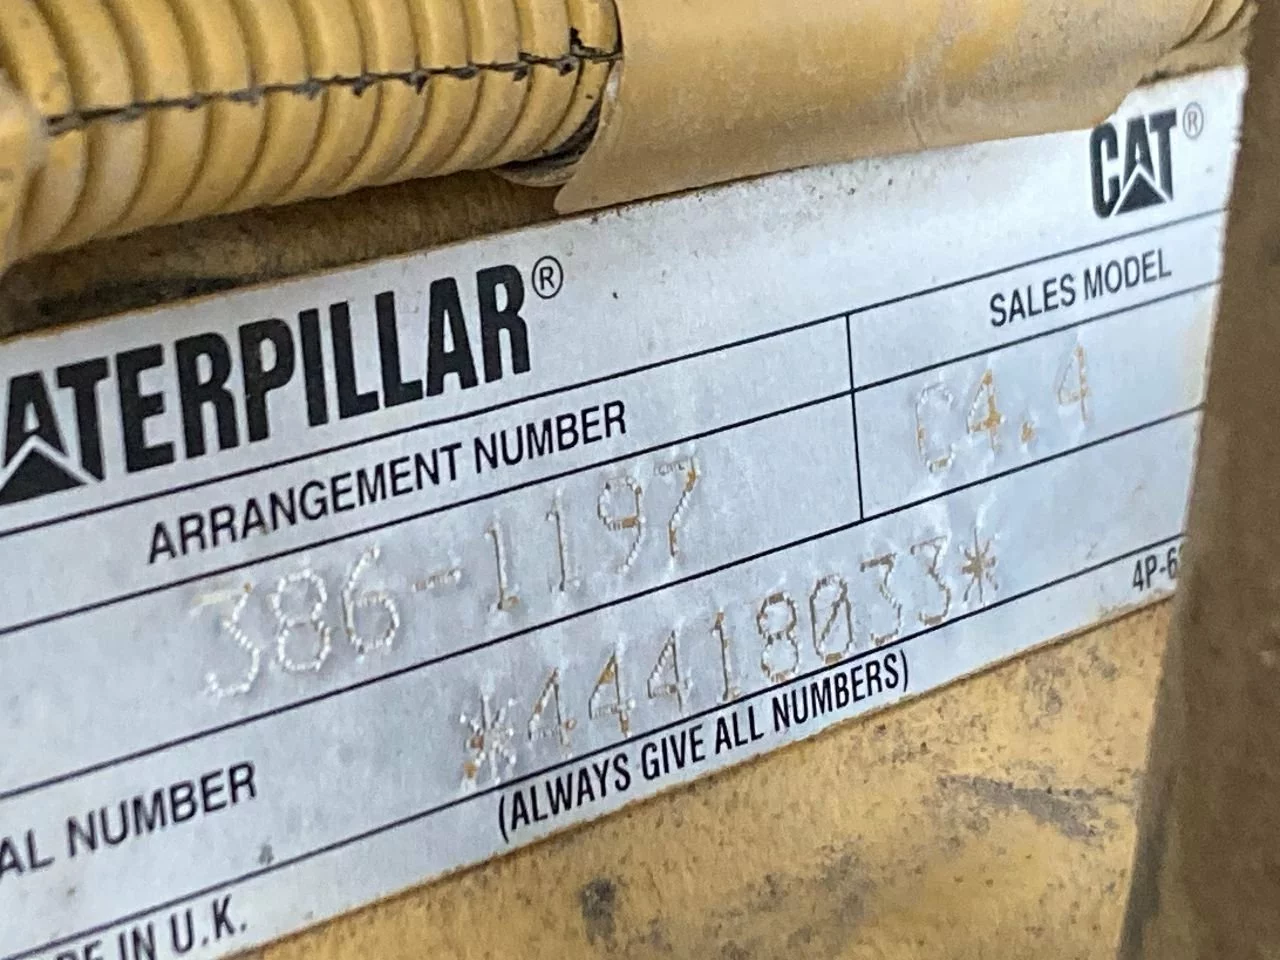 CAT®
ATERPILLAR®
SALES MODEL
ARRANGEMENT NUMBER
C4.4
386-1197
*44418033*
AL NUMBER
(ALWAYS GIVE ALL NUMBERS)
4P-6
E IN U.K.